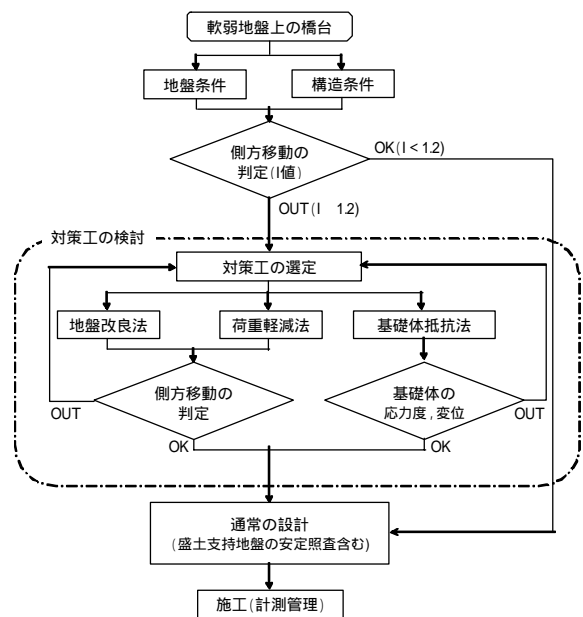 軟弱地盤上の橋台
地盤条件
構造条件
側方移動の
判定(I値)
OK(I < 1.2)
OUT(I 1.2)
対策工の検討
対策工の選定
地盤改良法
荷重軽減法
基礎体抵抗法
側方移動の
判定
基礎体の
応力度,変位
OUT
OUT
OK
OK
通常の設計
(盛土支持地盤の安定照査含む)
施工(計測管理)